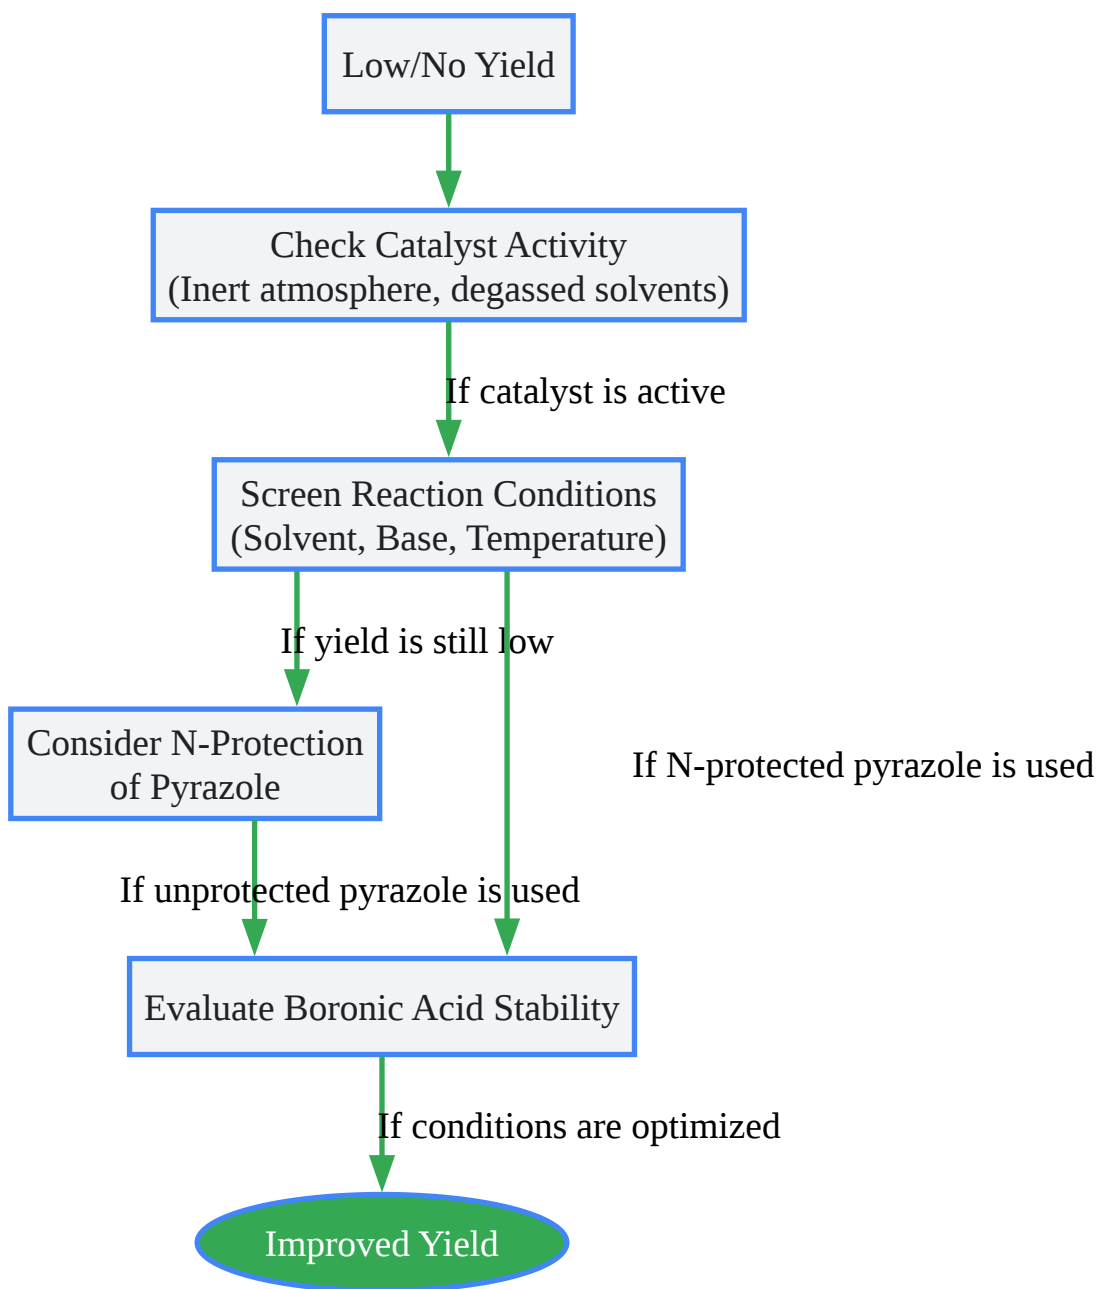 Low/No Yield
Check Catalyst Activity
(Inert atmosphere, degassed solvents)
If catalyst is active
Screen Reaction Conditions
(Solvent, Base, Temperature)
If yield is still low
Consider N-Protection
of Pyrazole
If N-protected pyrazole is used
If unprotected pyrazole is used
Evaluate Boronic Acid Stability
If conditions are optimized
Improved Yield